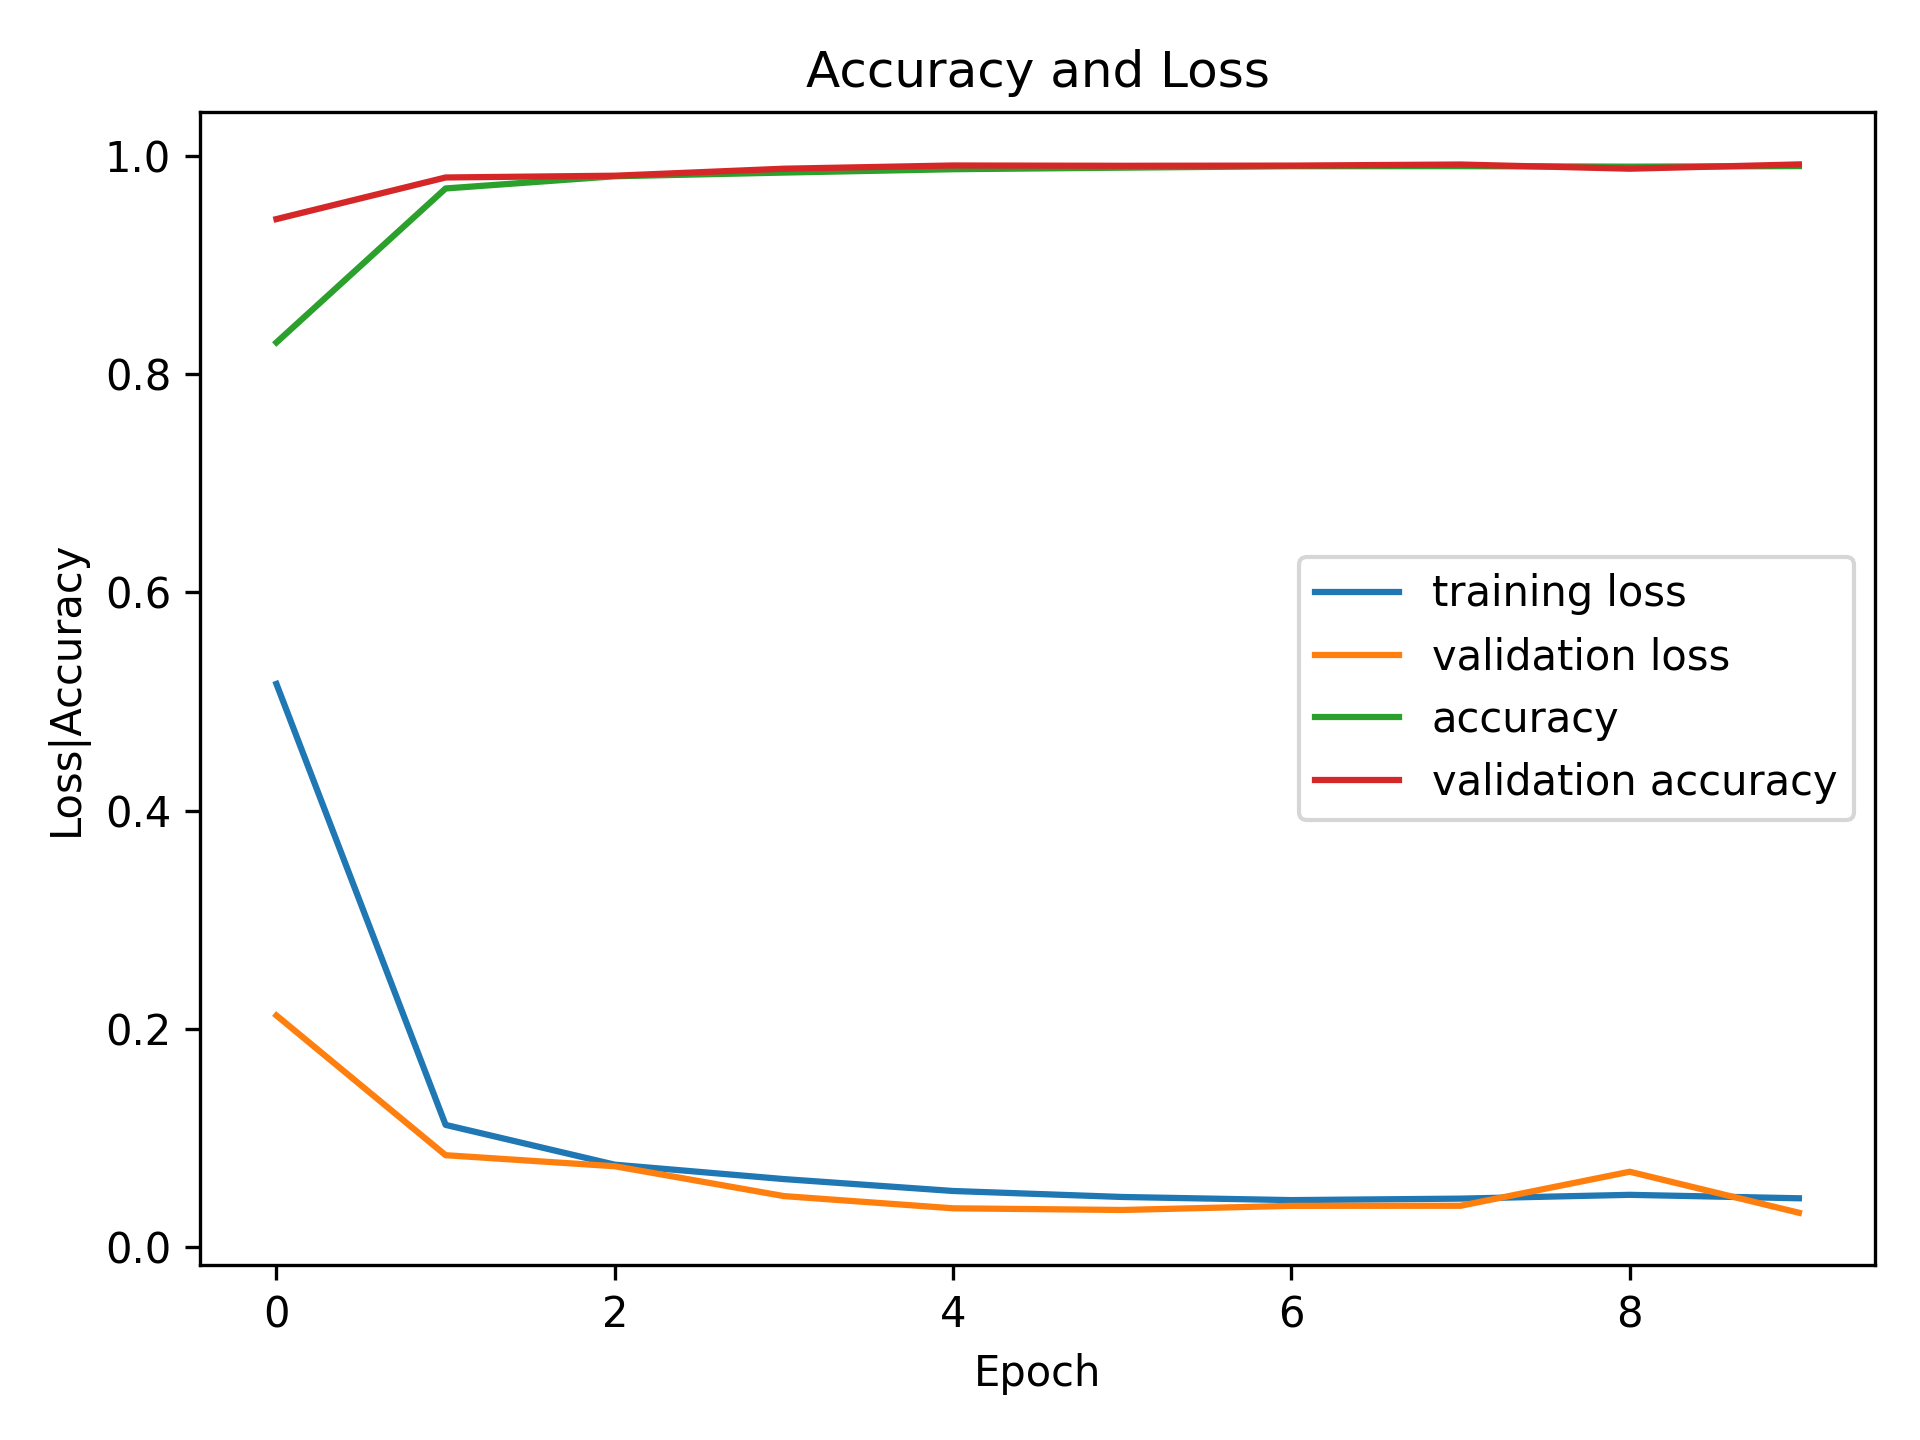 Accuracy and Loss
1.0
0.8
0.6
0.4
0.2
0.0
Loss|Accuracy
training loss
validation loss
accuracy
validation accuracy
0 2 4 6 8
Epoch